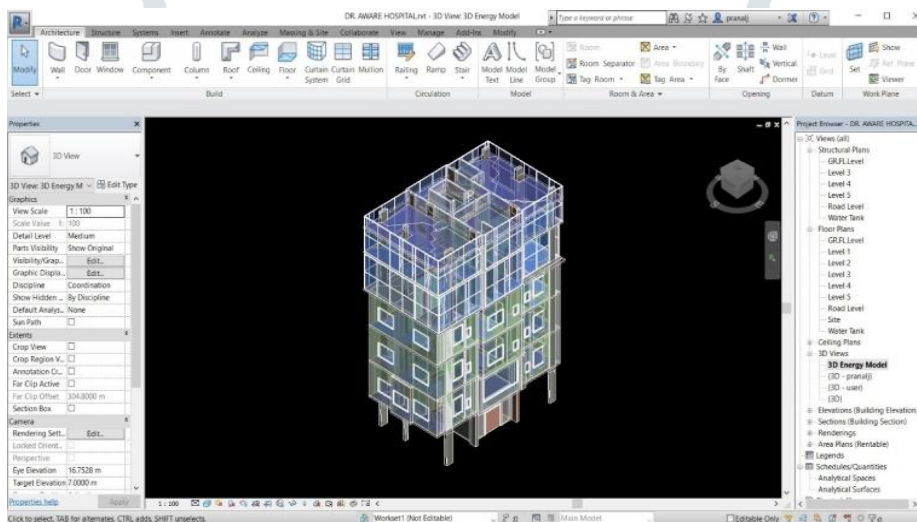 DR. AWARE HOSPITAL.rvt - 3D View: 3D Energy Model
Type a keyword or phrase
pranalj
Architecture Structure Systems Insert Annotate Analyze Massing & Site Collaborate View Manage Add-Ins Modify
Modify
Wall Door Window Component Column Roof Ceiling Floor Curtain System Curtain Grid Mullion
Railing Ramp Stair
Model Text Model Line Model Group
Room
Room Separator
Tag Room
Area
Area Boundary
Tag Area
By Face Shaft Wall
Vertical
Dormer
Level
Grid
Set Show
Ref Plane
Viewer
Select Build Circulation Model Room & Area Opening Datum Work Plane
Properties
3D View
3D View: 3D Energy M Edit Type
Graphics
View Scale 1 : 100
Scale Value 1: 100
Detail Level Medium
Parts Visibility Show Original
Visibility/Grap... Edit...
Graphic Displa... Edit...
Discipline Coordination
Show Hidden ... By Discipline
Default Analys... None
Sun Path
Extents
Crop View
Crop Region V...
Annotation Cr...
Far Clip Active
Far Clip Offset 304.8000 m
Section Box
Camera
Rendering Sett... Edit...
Locked Orient...
Perspective
Eye Elevation 16.7528 m
Target Elevation 7.0000 m
Properties help Apply
Project Browser - DR. AWARE HOSPITA...
Views (all)
Structural Plans
GR.FL.Level
Level 3
Level 4
Level 5
Road Level
Water Tank
Floor Plans
GR.FL.Level
Level 1
Level 2
Level 3
Level 4
Level 5
Road Level
Site
Water Tank
Ceiling Plans
3D Views
3D Energy Model
(3D - pranalj)
(3D - user)
{3D}
Elevations (Building Elevation
Sections (Building Section)
Renderings
Area Plans (Rentable)
Legends
Schedules/Quantities
Analytical Spaces
Analytical Surfaces
1 : 100
Click to select, TAB for alternates, CTRL adds, SHIFT unselects.
Workset1 (Not Editable)
Main Model
Editable Only